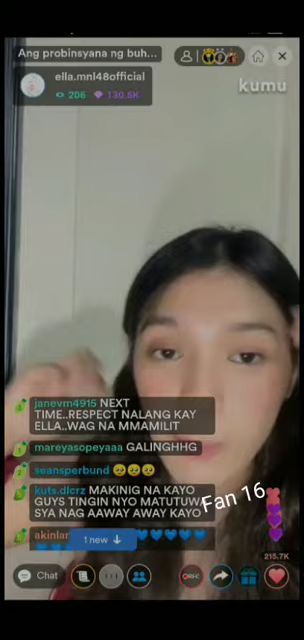 Ang probinsyana ng buh...
ella.mnl48official
206 130.5K
kumu
janevm4915 NEXT
TIME..RESPECT NALANG KAY
ELLA..WAG NA MMAMILIT
mareyasopeyaaa GALINGHHG
seansperbund
kuts.dlcrz MAKINIG NA KAYO
GUYS TINGIN NYO MATUTUW
SYA NAG AAWAY AWAY KAYO
Fan 16
akinlar
1 new
215.7K
Chat